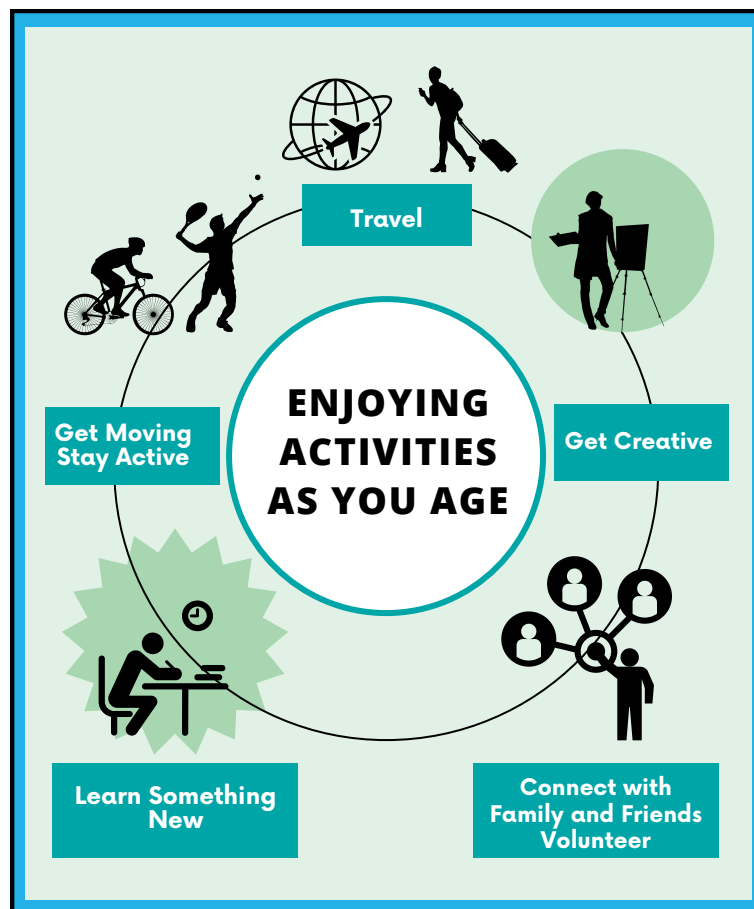 Travel
ENJOYING
ACTIVITIES
AS YOU AGE
Get Moving
Stay Active
Get Creative
Learn Something
New
Connect with
Family and Friends
Volunteer